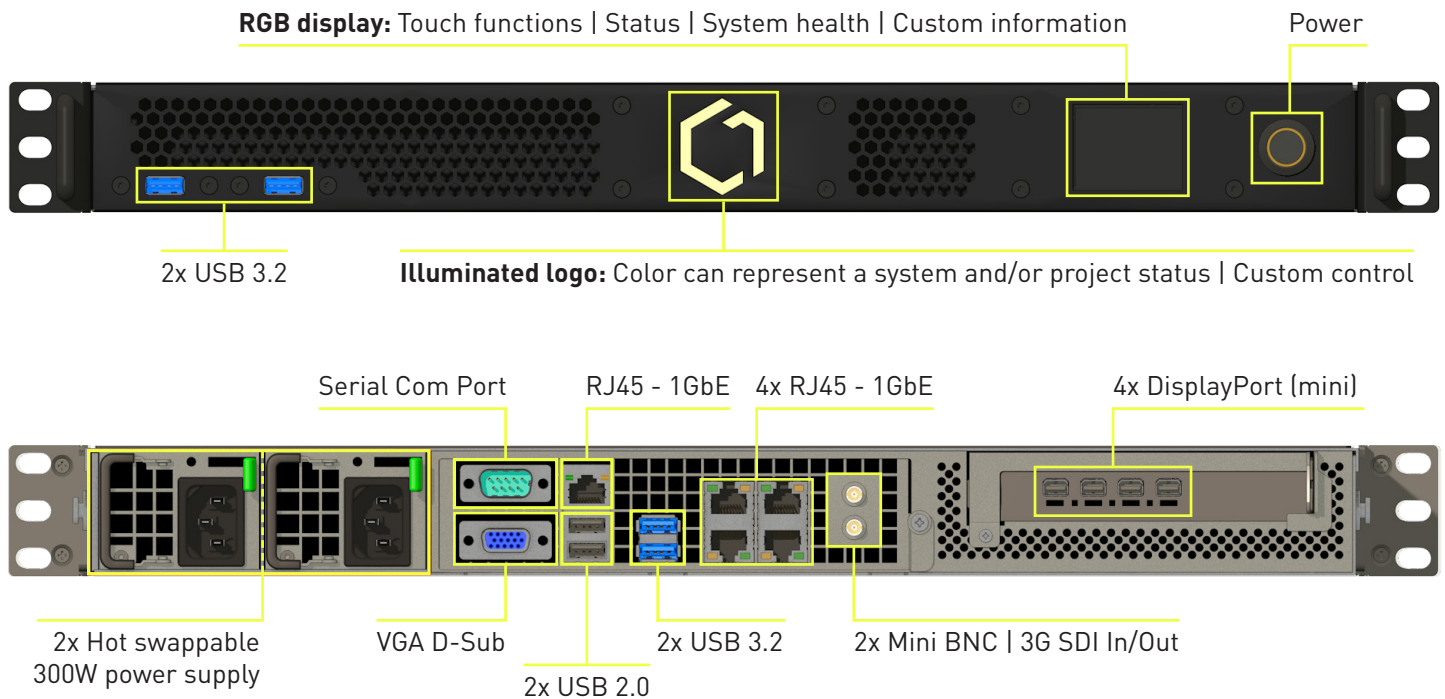 RGB display: Touch functions | Status | System health | Custom information
Power
2x USB 3.2
Illuminated logo: Color can represent a system and/or project status | Custom control
Serial Com Port
RJ45 - 1GbE
4x RJ45 - 1GbE
4x DisplayPort (mini)
2x Hot swappable
300W power supply
VGA D-Sub
2x USB 2.0
2x USB 3.2
2x Mini BNC | 3G SDI In/Out